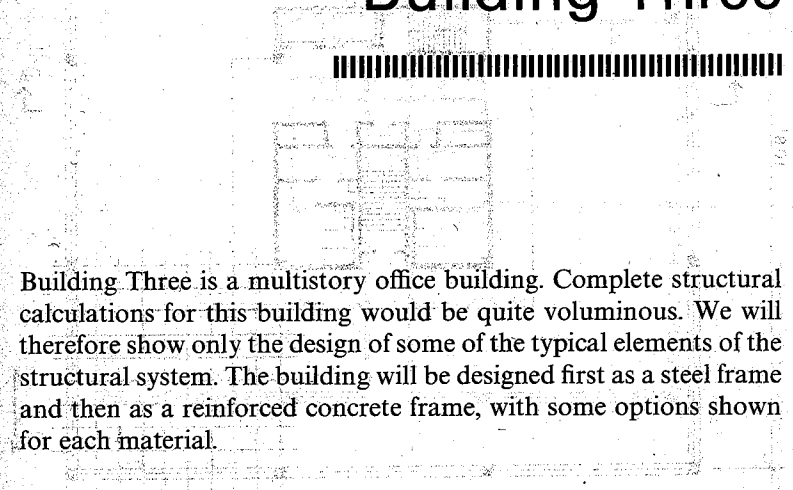 Building Three
Building Three is a multistory office building. Complete structural
calculations for this building would be quite voluminous. We will
therefore show only the design of some of the typical elements of the
structural system. The building will be designed first as a steel frame
and then as a reinforced concrete frame, with some options shown
for each material.